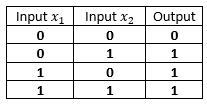 Input x₁ Input x₂ Output
0 0 0
0 1 1
1 0 1
1 1 1